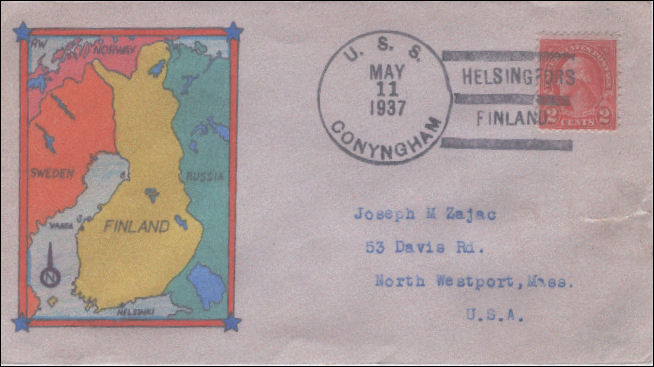 RW
NORWAY
SWEDEN
RUSSIA
VAASA
FINLAND
N
HELSINKI
U. S. S.
MAY
11
1937
CONYNGHAM
HELSINGFORS
FINLAND
2 CENTS 2
Joseph M Zajac
53 Davis Rd.
North Westport, Mass.
U.S.A.